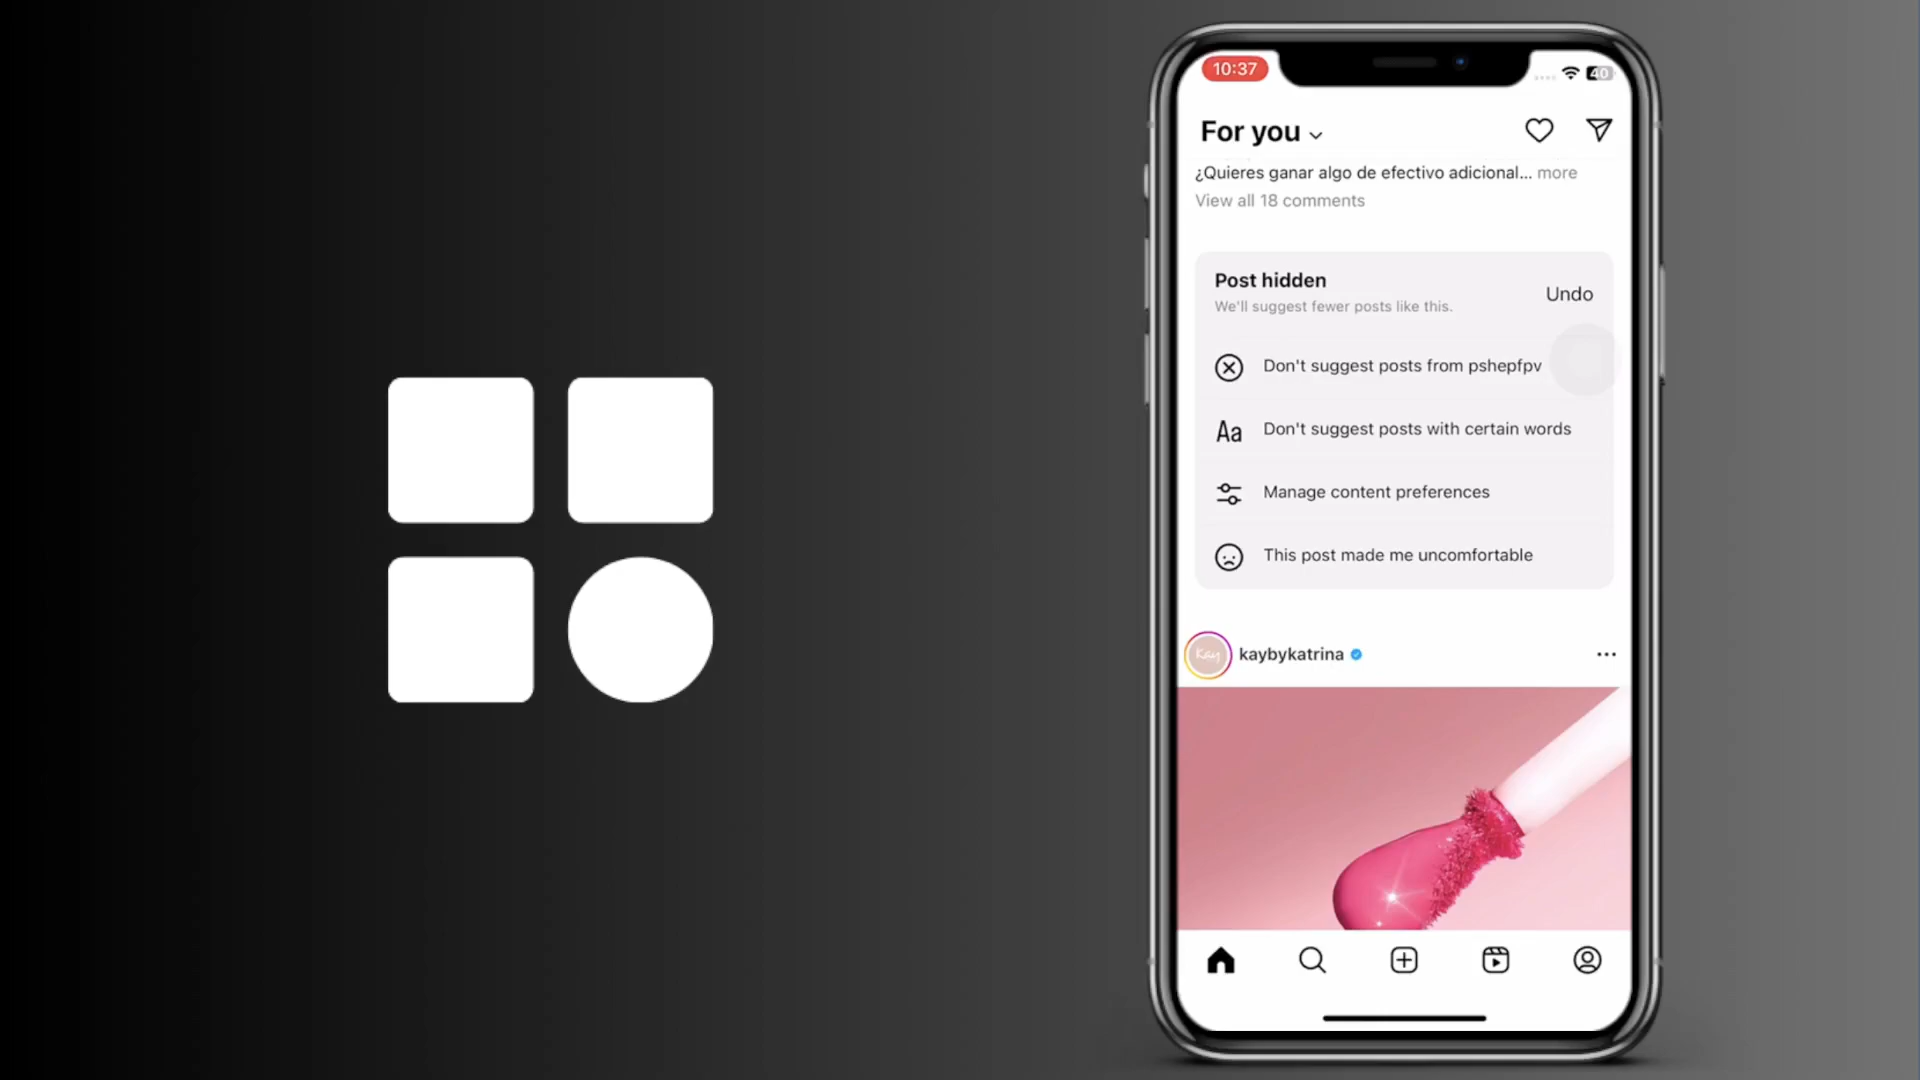 10:37
40
For you
¿Quieres ganar algo de efectivo adicional... more
View all 18 comments
Post hidden
We'll suggest fewer posts like this.
Undo
Don't suggest posts from pshepfpv
Aa
Don't suggest posts with certain words
Manage content preferences
This post made me uncomfortable
Kay
kaybykatrina